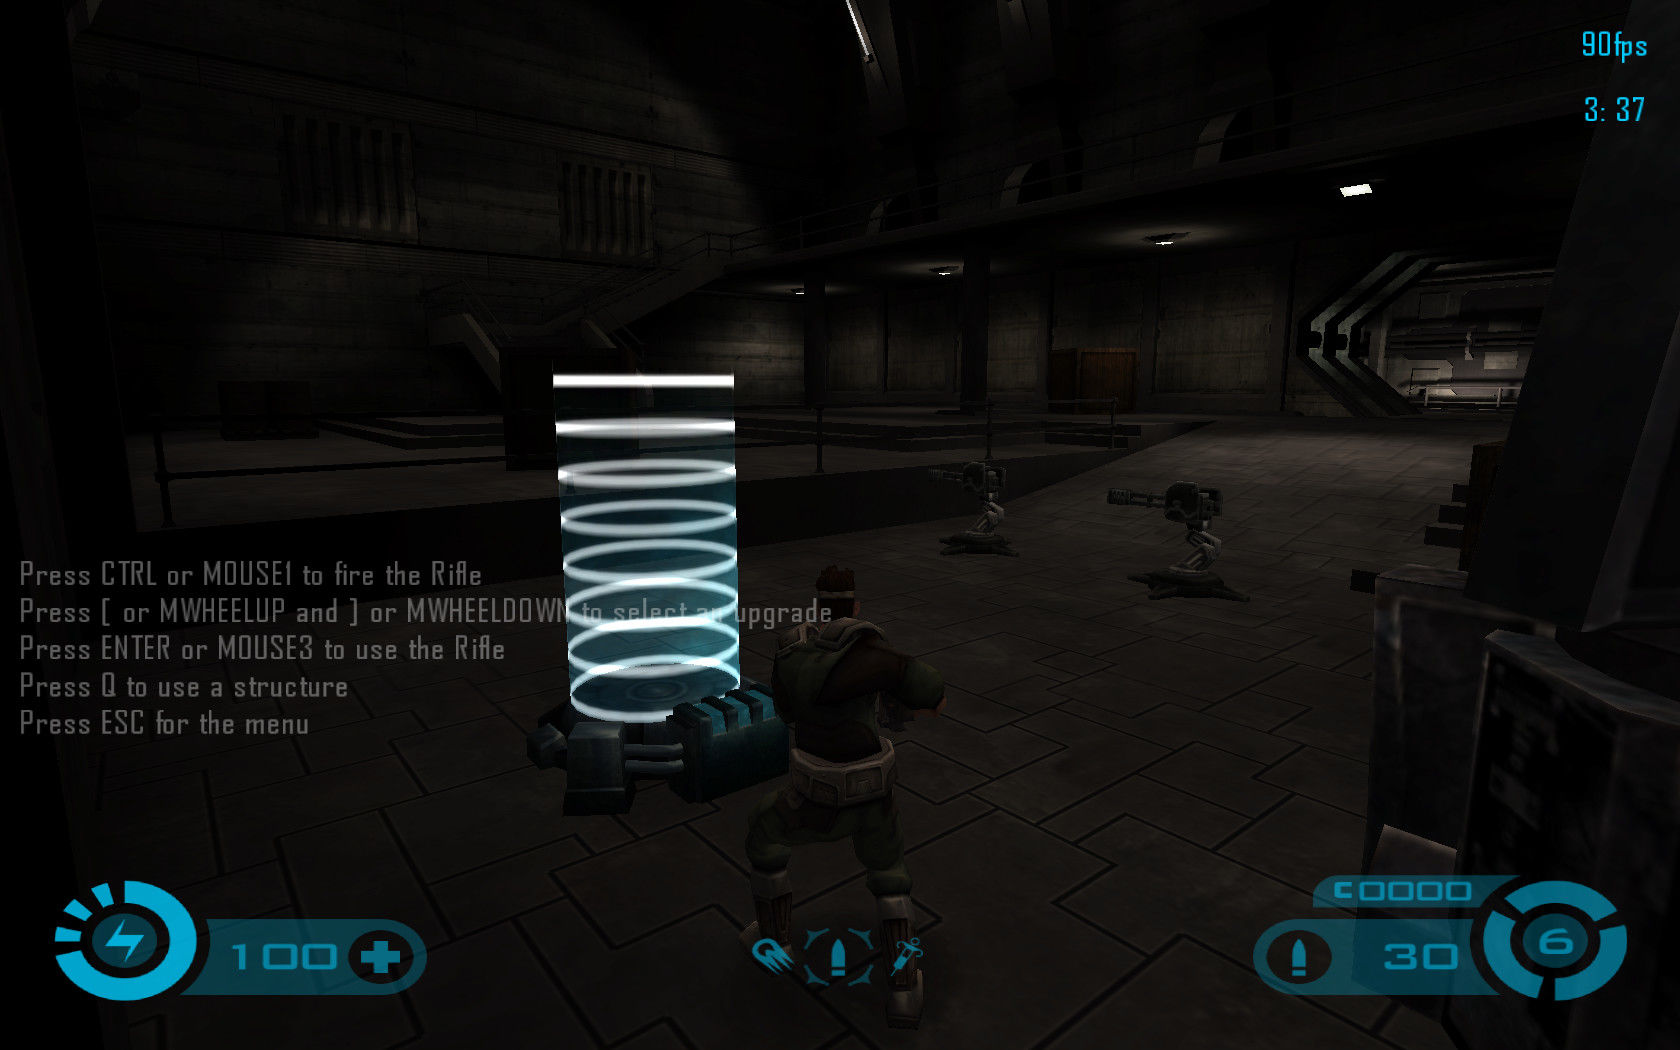 90fps
3: 37
Press CTRL or MOUSE1 to fire the Rifle
Press [ or MWHEELUP and ] or MWHEELDOWN to select an upgrade
Press ENTER or MOUSE3 to use the Rifle
Press Q to use a structure
Press ESC for the menu
C0000
100
30
6